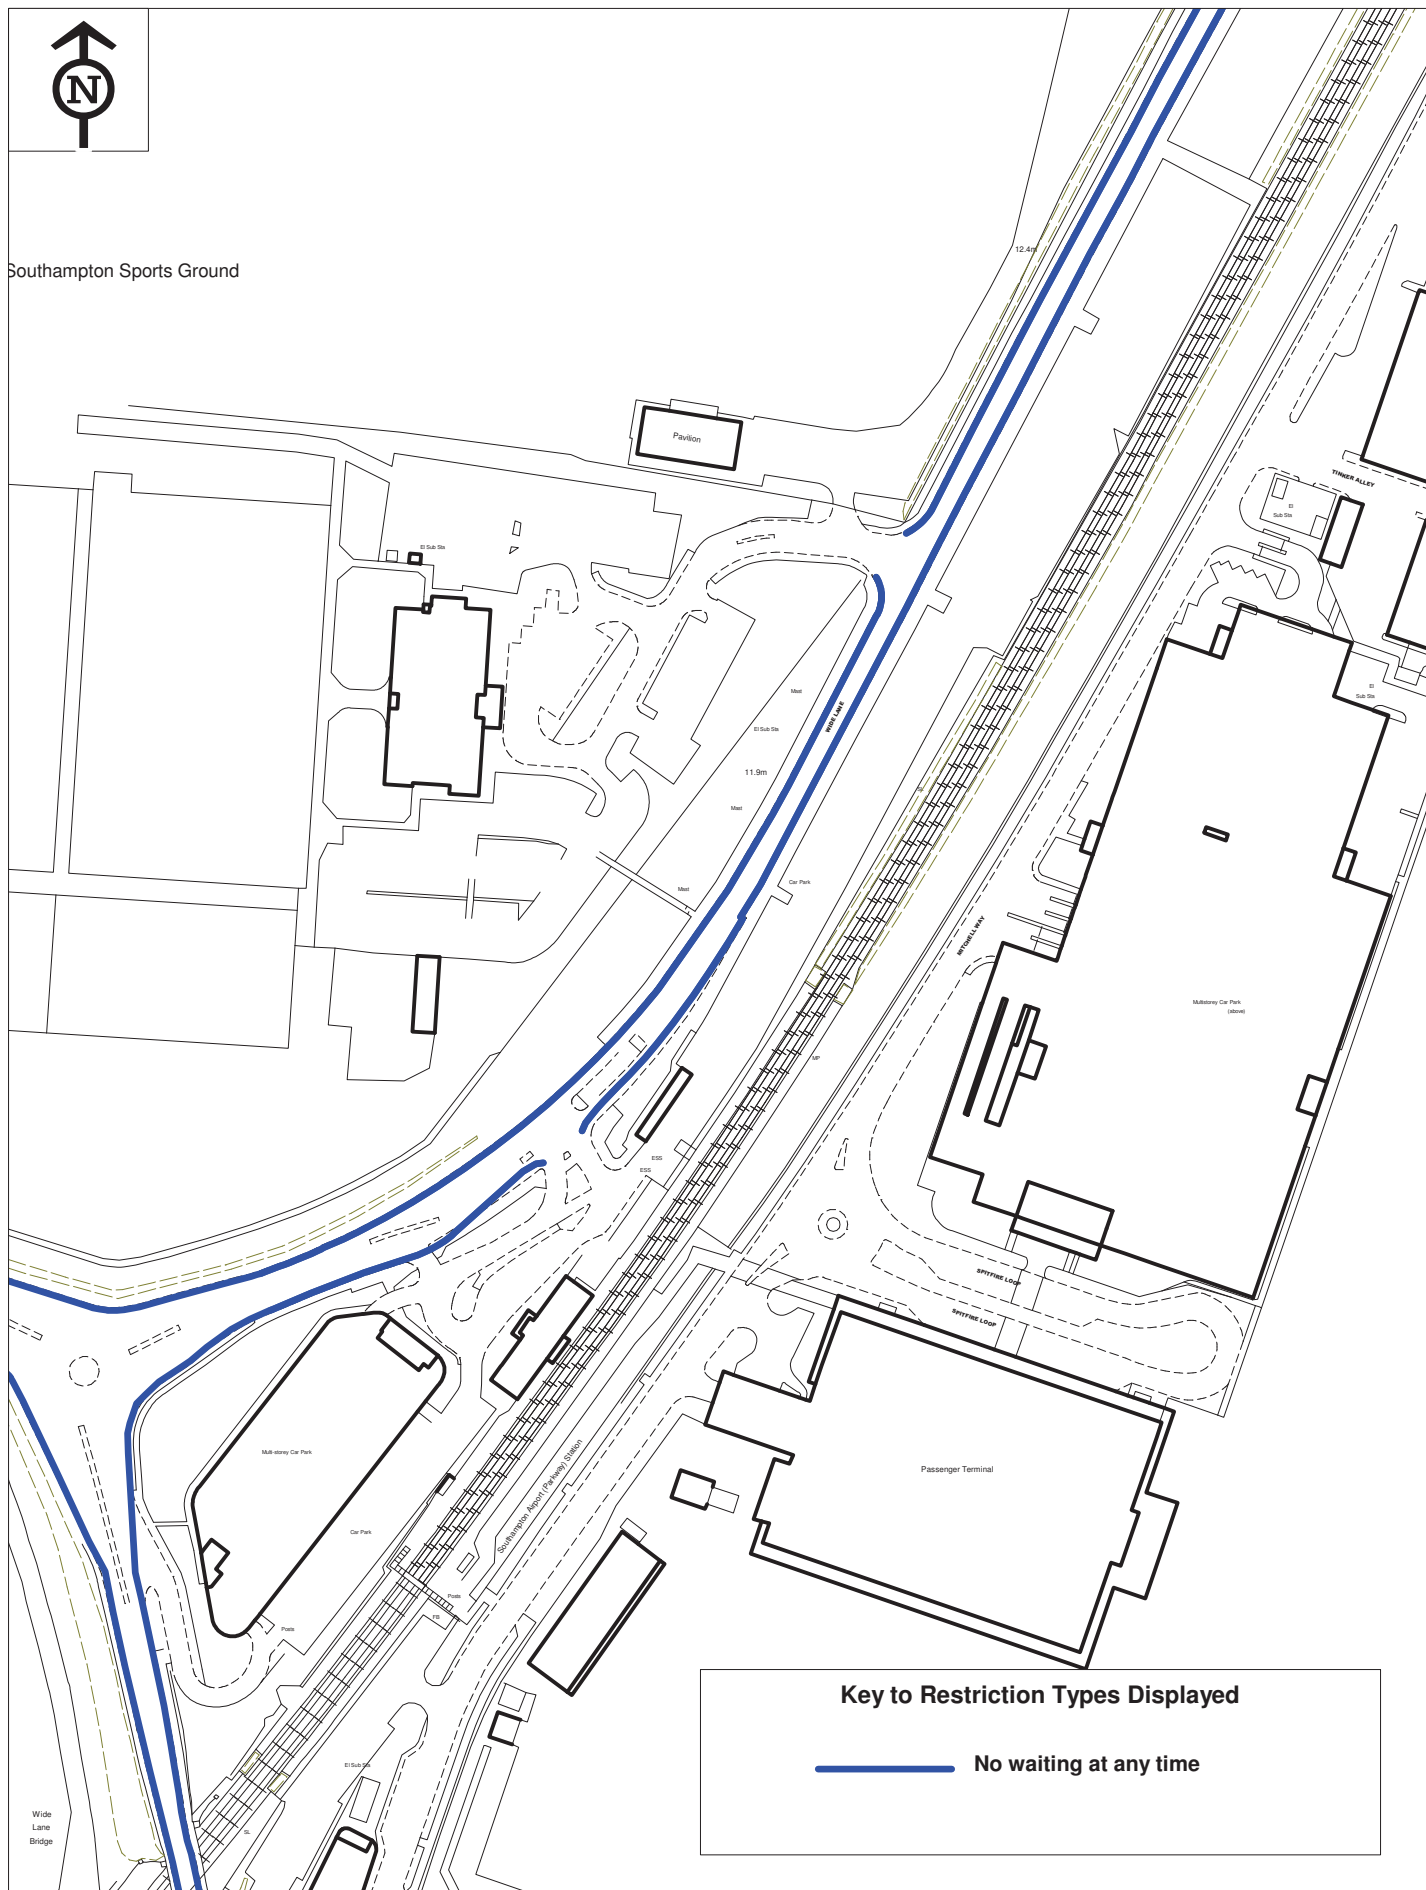 N
Southampton Sports Ground
12.4m
Pavilion
TINKER ALLEY
El
Sub Sta
El Sub Sta
El
Sub Sta
Mast
WIDE LANE
El Sub Sta
11.9m
SL
Mast
Car Park
Mast
MITCHELL WAY
Multistorey Car Park
(above)
MP
ESS
ESS
SPITFIRE LOOP
SPITFIRE LOOP
Multi-storey Car Park
Passenger Terminal
Southampton Airport (Parkway) Station
Car Park
Posts
FB
Posts
Key to Restriction Types Displayed
No waiting at any time
El Sub Sta
Wide
Lane
Bridge
SL